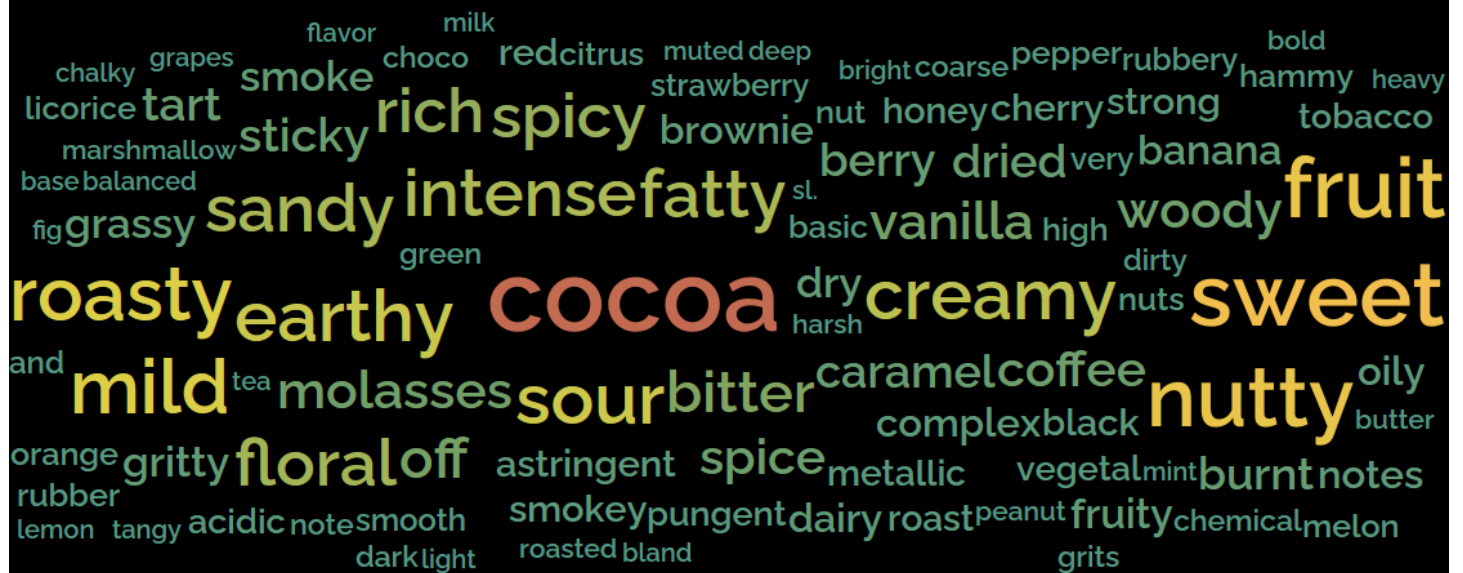 milk
flavor
choco redcitrus muted deep bold
grapes pepper rubbery
chalky smoke bright coarse hammy heavy
strawberry
licorice tart rich spicy nut honey cherry strong tobacco
sticky brownie
marshmallow berry dried very banana
base balanced intense fatty sl. fruit
sandy vanilla woody
fig grassy basic high
green dirty
roasty cocoa dry creamy nuts sweet
earthy harsh
and mild tea molasses sour bitter caramel coffee nutty oily
complex black butter
orange gritty floral off astringent spice metallic vegetal mint burnt notes
rubber
lemon tangy acidic note smooth smokey pungent dairy roast peanut fruity chemical melon
dark light roasted bland grits